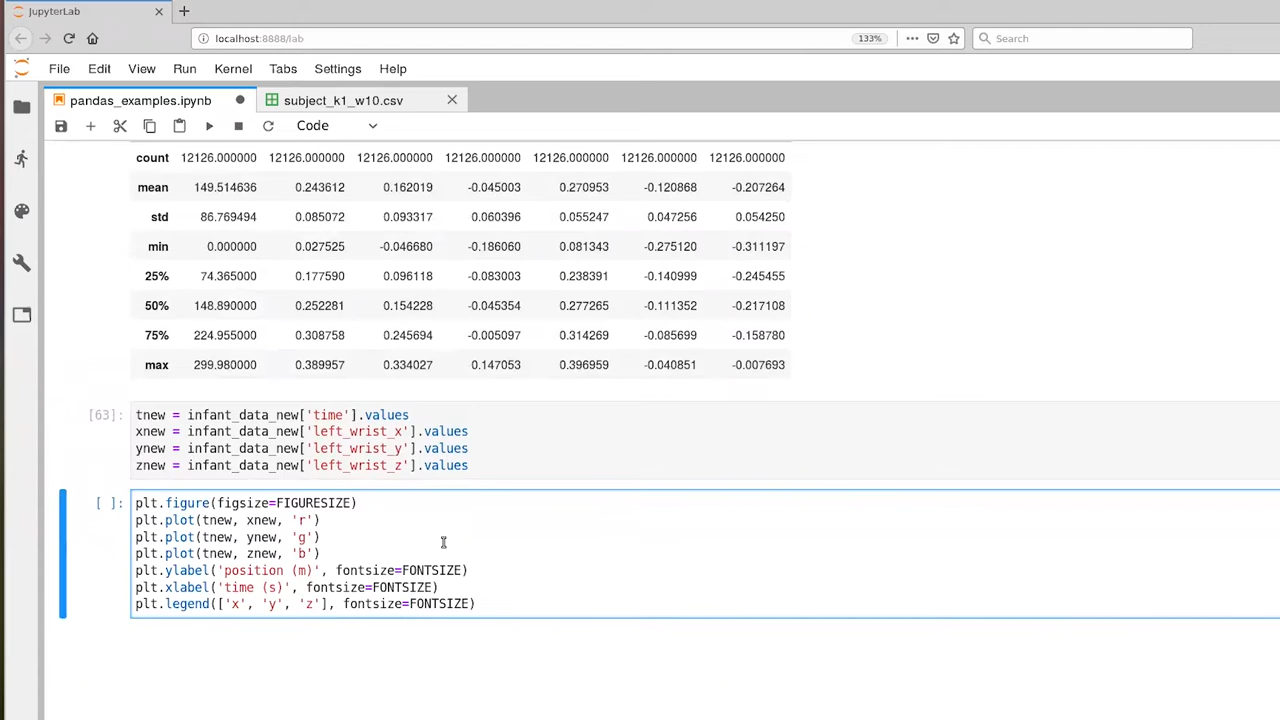 JupyterLab
localhost:8888/lab
133%
Search
File Edit View Run Kernel Tabs Settings Help
pandas_examples.ipynb
subject_k1_w10.csv
Code
count 12126.000000 12126.000000 12126.000000 12126.000000 12126.000000 12126.000000 12126.000000
mean 149.514636 0.243612 0.162019 -0.045003 0.270953 -0.120868 -0.207264
std 86.769494 0.085072 0.093317 0.060396 0.055247 0.047256 0.054250
min 0.000000 0.027525 -0.046680 -0.186060 0.081343 -0.275120 -0.311197
25% 74.365000 0.177590 0.096118 -0.083003 0.238391 -0.140999 -0.245455
50% 148.890000 0.252281 0.154228 -0.045354 0.277265 -0.111352 -0.217108
75% 224.955000 0.308758 0.245694 -0.005097 0.314269 -0.085699 -0.158780
max 299.980000 0.389957 0.334027 0.147053 0.396959 -0.040851 -0.007693
[63]: tnew = infant_data_new['time'].values
xnew = infant_data_new['left_wrist_x'].values
ynew = infant_data_new['left_wrist_y'].values
znew = infant_data_new['left_wrist_z'].values
[ ]: plt.figure(figsize=FIGURESIZE)
plt.plot(tnew, xnew, 'r')
plt.plot(tnew, ynew, 'g')
plt.plot(tnew, znew, 'b')
plt.ylabel('position (m)', fontsize=FONTSIZE)
plt.xlabel('time (s)', fontsize=FONTSIZE)
plt.legend(['x', 'y', 'z'], fontsize=FONTSIZE)